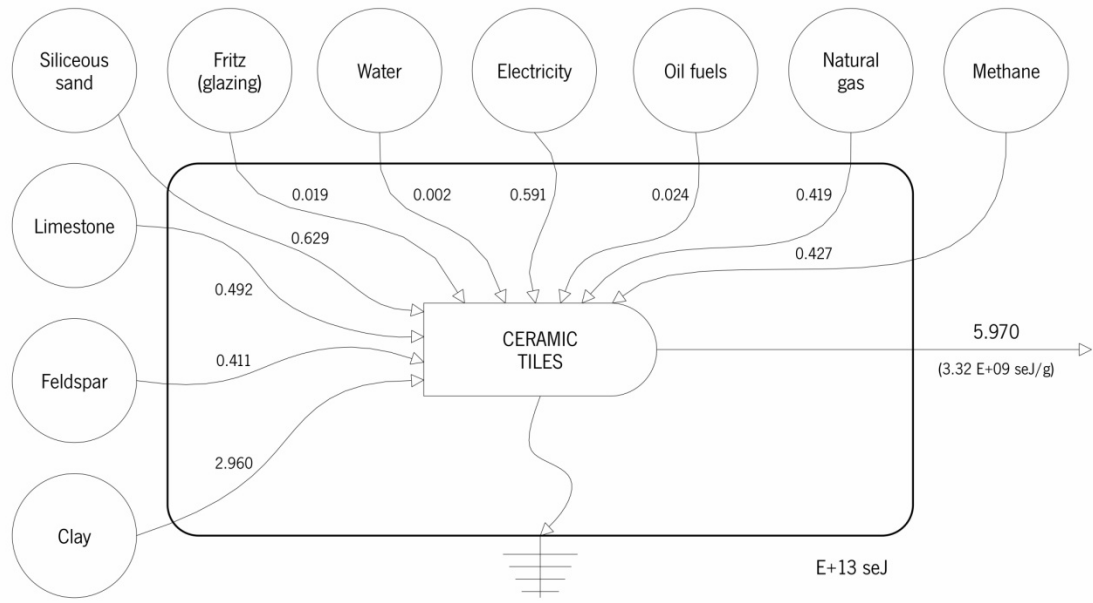 Siliceous
sand
Fritz
(glazing)
Water
Electricity
Oil fuels
Natural
gas
Methane
0.019
0.002
0.591
0.024
0.419
Limestone
0.629
0.427
0.492
CERAMIC
TILES
5.970
(3.32 E+09 seJ/g)
0.411
Feldspar
2.960
Clay
E+13 seJ